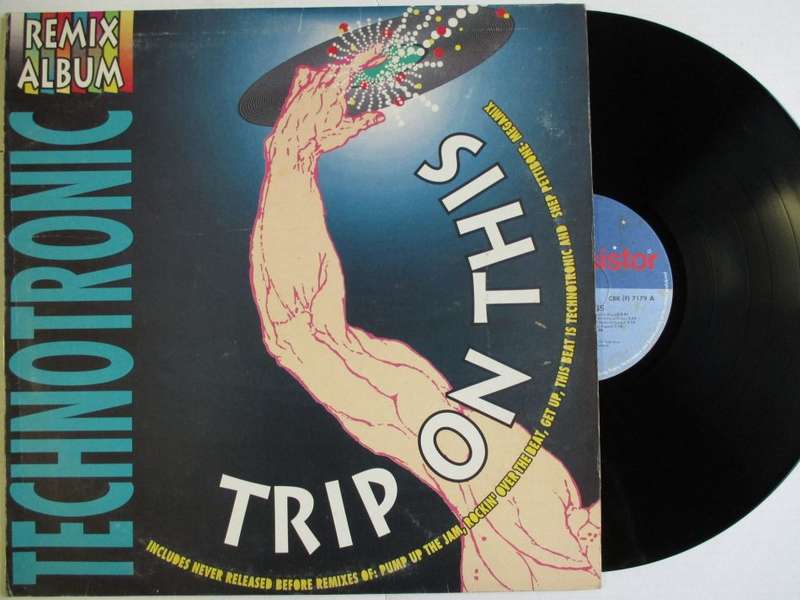 REMIX
ALBUM
TECHNOTRONIC
TRIP ON THIS
INCLUDES NEVER RELEASED BEFORE REMIXES OF: PUMP UP THE JAM, ROCKIN' OVER THE BEAT, GET UP, THIS BEAT IS TECHNOTRONIC AND SHEP PETTIBONE- MEGAMIX
sistor
CBK (F) 7179 A